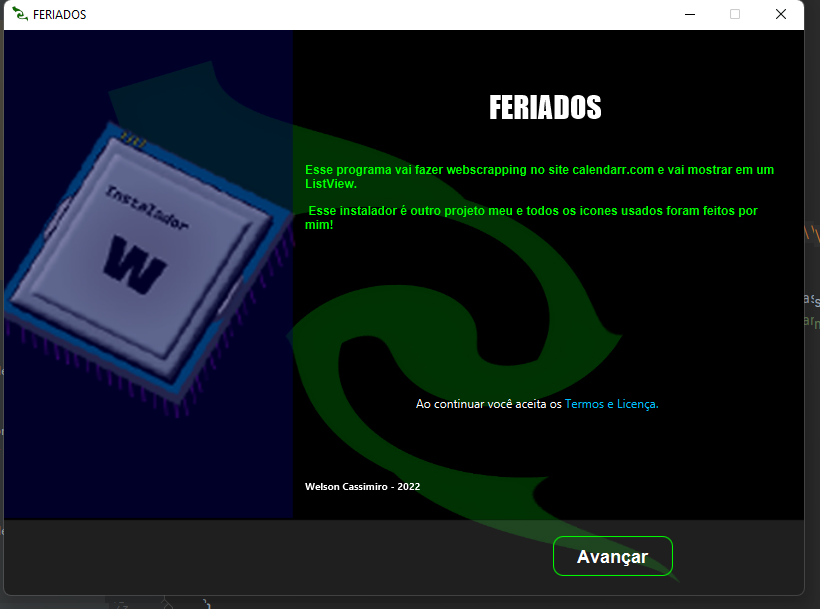 FERIADOS
Instalador
W
FERIADOS
Esse programa vai fazer webscrapping no site calendarr.com e vai mostrar em um
ListView.
Esse instalador é outro projeto meu e todos os icones usados foram feitos por
mim!
Ao continuar você aceita os Termos e Licença.
Welson Cassimiro - 2022
Avançar